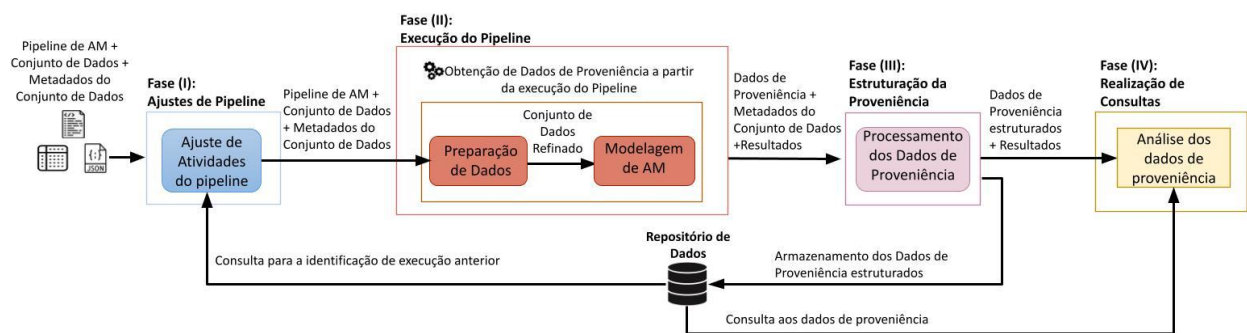 Pipeline de AM +
Conjunto de Dados +
Metadados do
Conjunto de Dados
{:}
JSON
Fase (I):
Ajustes de Pipeline
Ajuste de
Atividades
do pipeline
Pipeline de AM +
Conjunto de Dados
+ Metadados do
Conjunto de Dados
Fase (II):
Execução do Pipeline
Obtenção de Dados de Proveniência a partir
da execução do Pipeline
Preparação
de Dados
Conjunto de
Dados
Refinado
Modelagem
de AM
Dados de
Proveniência +
Metadados do
Conjunto de Dados
+Resultados
Fase (III):
Estruturação da
Proveniência
Processamento
dos Dados de
Proveniência
Dados de
Proveniência
estruturados
+ Resultados
Fase (IV):
Realização de
Consultas
Análise dos
dados de
proveniência
Repositório de
Dados
Consulta para a identificação de execução anterior
Armazenamento dos Dados de
Proveniência estruturados
Consulta aos dados de proveniência